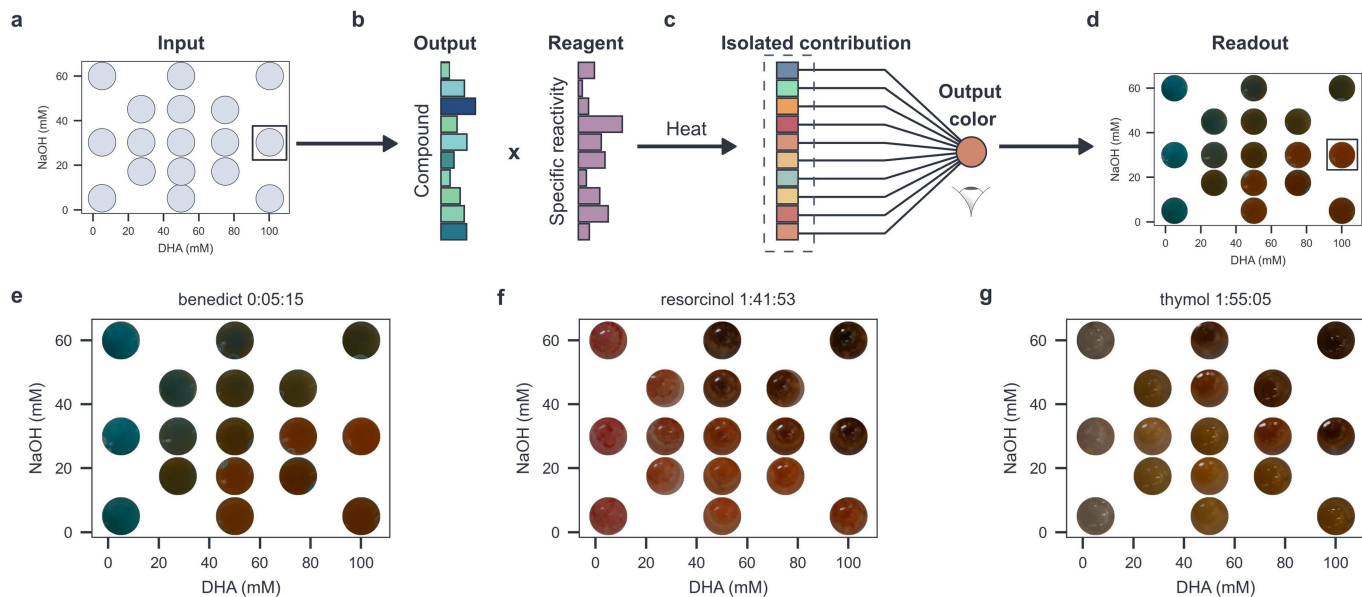 a
Input
NaOH (mM)
60
40
20
0
0 20 40 60 80 100
DHA (mM)
b
Output
Compound
x
Reagent
Specific reactivity
Heat
c
Isolated contribution
Output
color
d
Readout
NaOH (mM)
60
40
20
0
0 20 40 60 80 100
DHA (mM)
e
benedict 0:05:15
NaOH (mM)
60
40
20
0
0 20 40 60 80 100
DHA (mM)
f
resorcinol 1:41:53
NaOH (mM)
60
40
20
0
0 20 40 60 80 100
DHA (mM)
g
thymol 1:55:05
NaOH (mM)
60
40
20
0
0 20 40 60 80 100
DHA (mM)